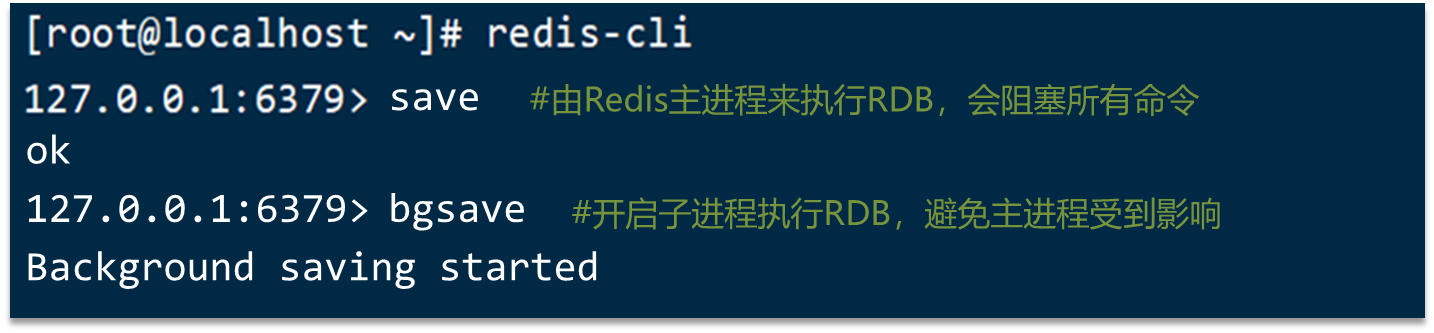 [root@localhost ~]# redis-cli
127.0.0.1:6379> save #由Redis主进程来执行RDB，会阻塞所有命令
ok
127.0.0.1:6379> bgsave #开启子进程执行RDB，避免主进程受到影响
Background saving started